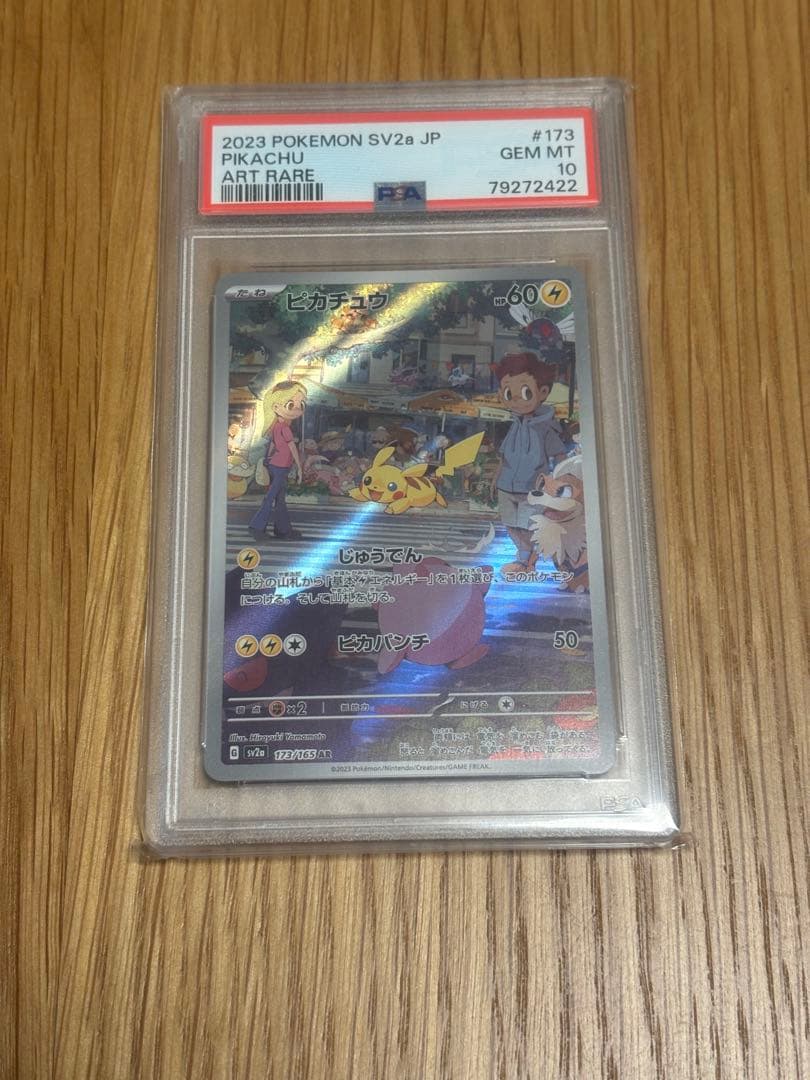 2023 POKEMON SV2a JP #173
PIKACHU GEM MT
ART RARE 10
PSA 79272422
たね ピカチュウ HP60
じゅうでん
自分の山札から「基本エネルギー」を1枚選び、このポケモン
につける。そして山札を切る。
ピカパンチ 50
弱点 ×2 抵抗力 にげる
Illus. Hiroyuki Yamamoto
G sv2a 173/165 AR
©2023 Pokémon/Nintendo/Creatures/GAME FREAK.
PSA